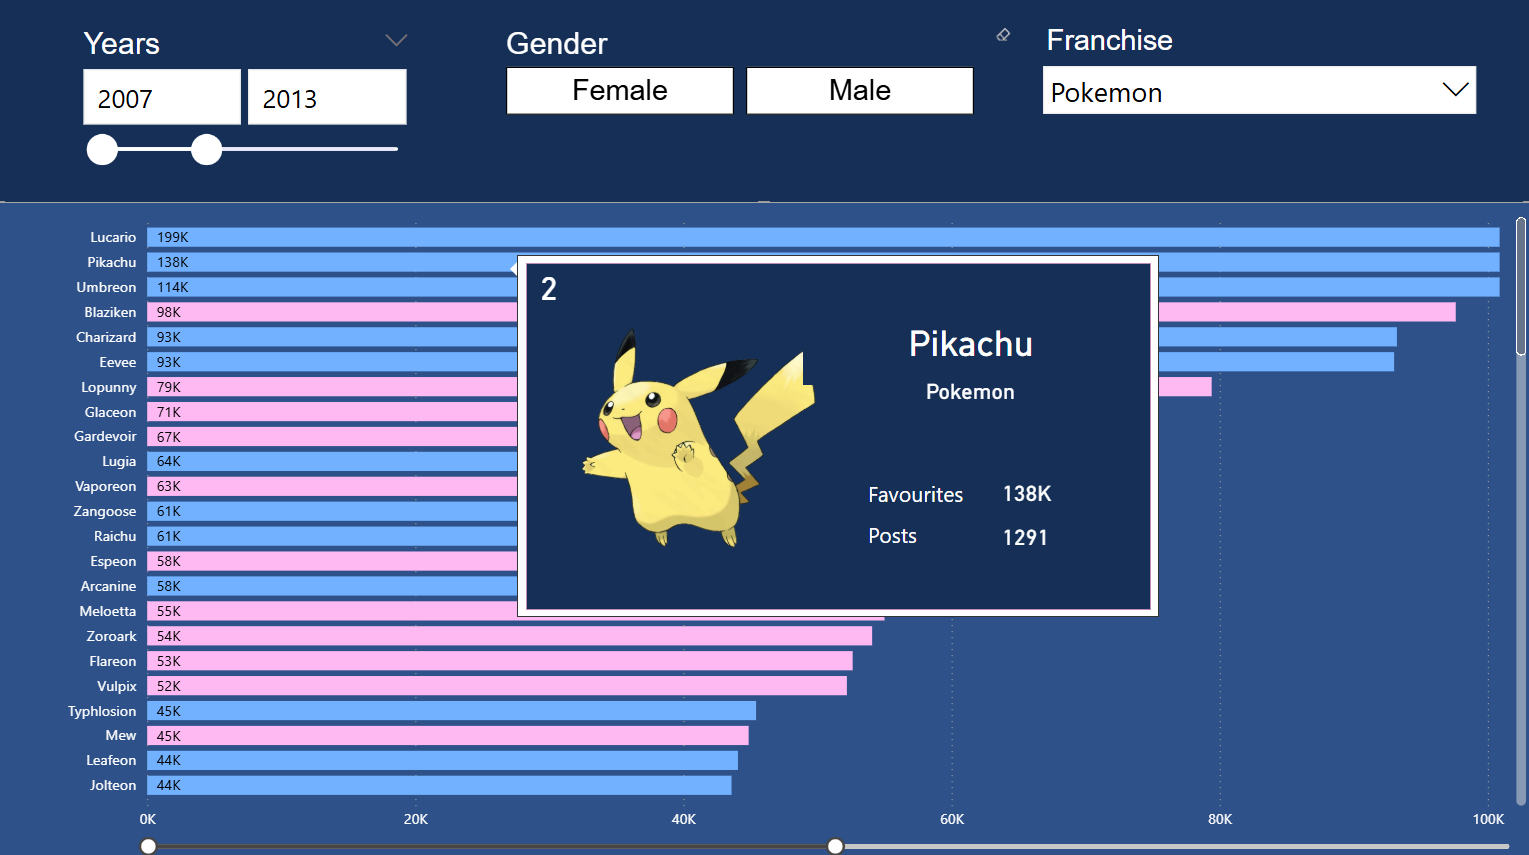 Years
Gender
Franchise
2007
2013
Female
Male
Pokemon
Lucario 199K
Pikachu 138K
Umbreon 114K
Blaziken 98K
Charizard 93K
Eevee 93K
Lopunny 79K
Glaceon 71K
Gardevoir 67K
Lugia 64K
Vaporeon 63K
Zangoose 61K
Raichu 61K
Espeon 58K
Arcanine 58K
Meloetta 55K
Zoroark 54K
Flareon 53K
Vulpix 52K
Typhlosion 45K
Mew 45K
Leafeon 44K
Jolteon 44K
0K 20K 40K 60K 80K 100K
2
Pikachu
Pokemon
Favourites 138K
Posts 1291